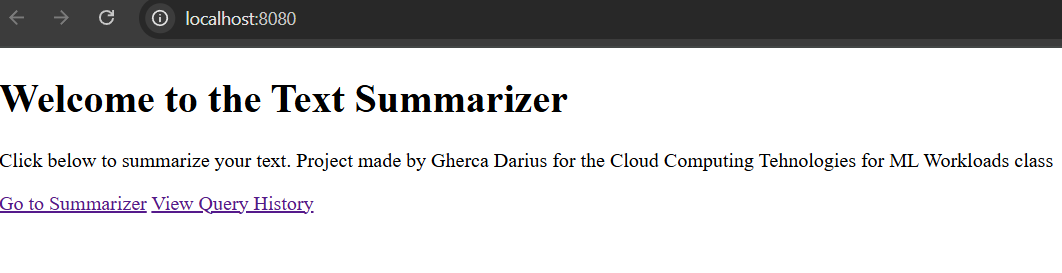 localhost:8080
Welcome to the Text Summarizer
Click below to summarize your text. Project made by Gherca Darius for the Cloud Computing Tehnologies for ML Workloads class
Go to Summarizer View Query History